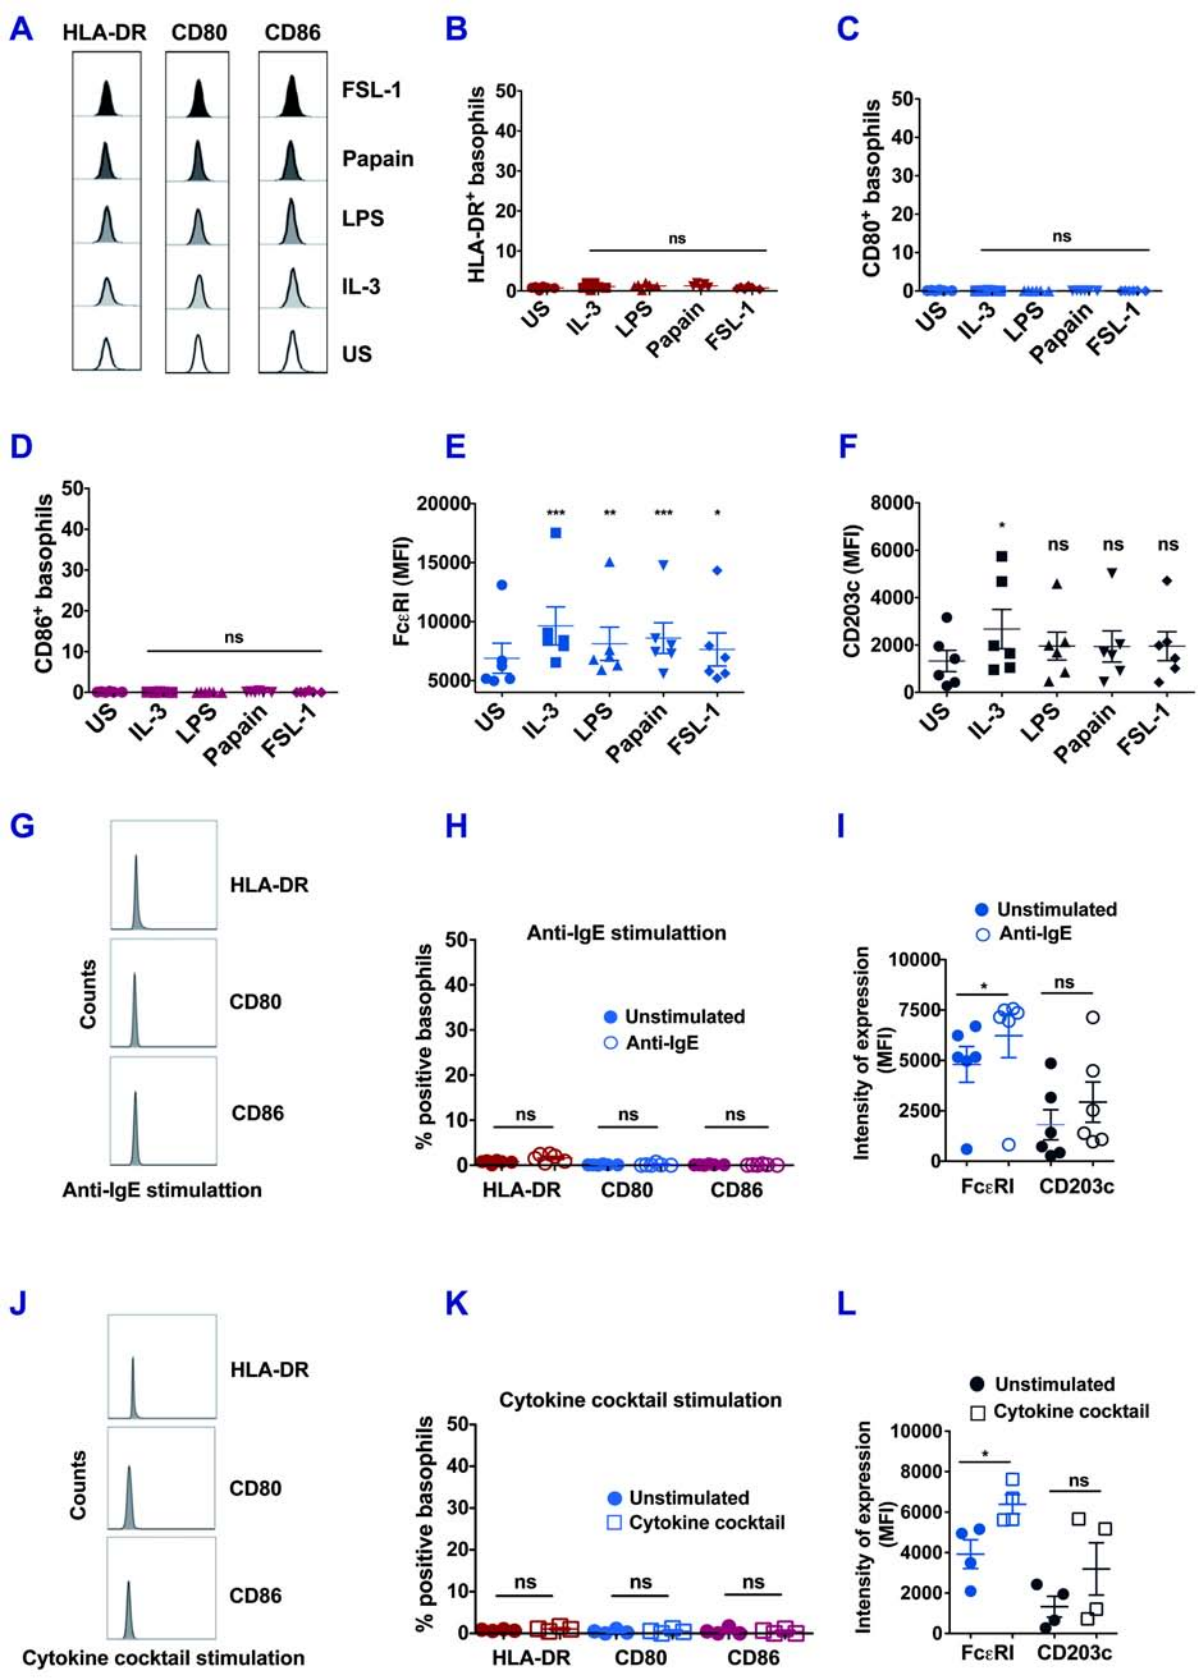 A
HLA-DR CD80 CD86
FSL-1
Papain
LPS
IL-3
US
B
HLA-DR+ basophils
50
40
30
20
10
0
ns
US IL-3 LPS Papain FSL-1
C
CD80+ basophils
50
40
30
20
10
0
ns
US IL-3 LPS Papain FSL-1
D
CD86+ basophils
50
40
30
20
10
0
ns
US IL-3 LPS Papain FSL-1
E
FcεRI (MFI)
20000
15000
10000
5000
*** ** *** *
US IL-3 LPS Papain FSL-1
F
CD203c (MFI)
8000
6000
4000
2000
0
* ns ns ns
US IL-3 LPS Papain FSL-1
G
Counts
HLA-DR
CD80
CD86
Anti-IgE stimulattion
H
Anti-IgE stimulattion
% positive basophils
50
40
30
20
10
0
Unstimulated
Anti-IgE
ns ns ns
HLA-DR CD80 CD86
I
Unstimulated
Anti-IgE
Intensity of expression
(MFI)
10000
7500
5000
2500
0
* ns
FcεRI CD203c
J
Counts
HLA-DR
CD80
CD86
Cytokine cocktail stimulation
K
Cytokine cocktail stimulation
% positive basophils
50
40
30
20
10
0
Unstimulated
Cytokine cocktail
ns ns ns
HLA-DR CD80 CD86
L
Unstimulated
Cytokine cocktail
Intensity of expression
(MFI)
10000
8000
6000
4000
2000
0
* ns
FcεRI CD203c